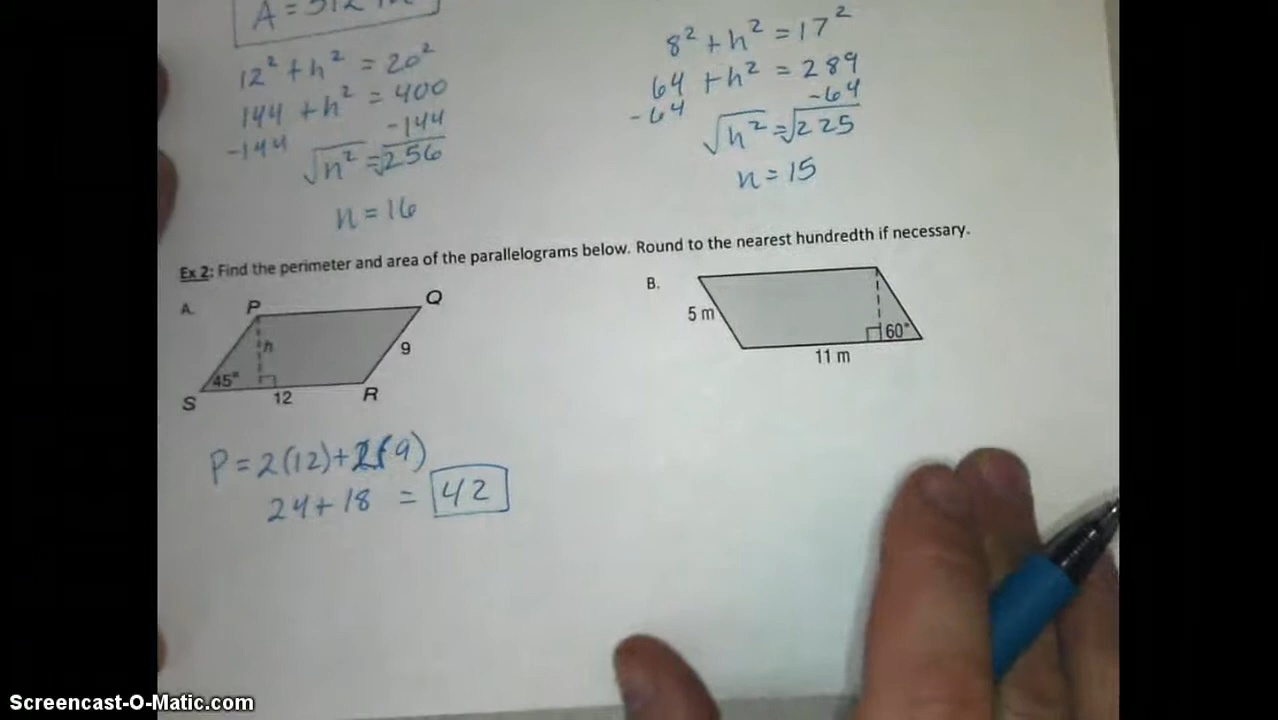 A = 512
12² + h² = 20²
144 + h² = 400
-144 -144
√h² = √256
h = 16
8² + h² = 17²
64 + h² = 289
-64 -64
√h² = √225
h = 15
Ex 2: Find the perimeter and area of the parallelograms below. Round to the nearest hundredth if necessary.
A.
P
Q
h
9
45°
S
12
R
B.
5 m
60°
11 m
P = 2(12) + 2(9)
24 + 18 = 42
Screencast-O-Matic.com